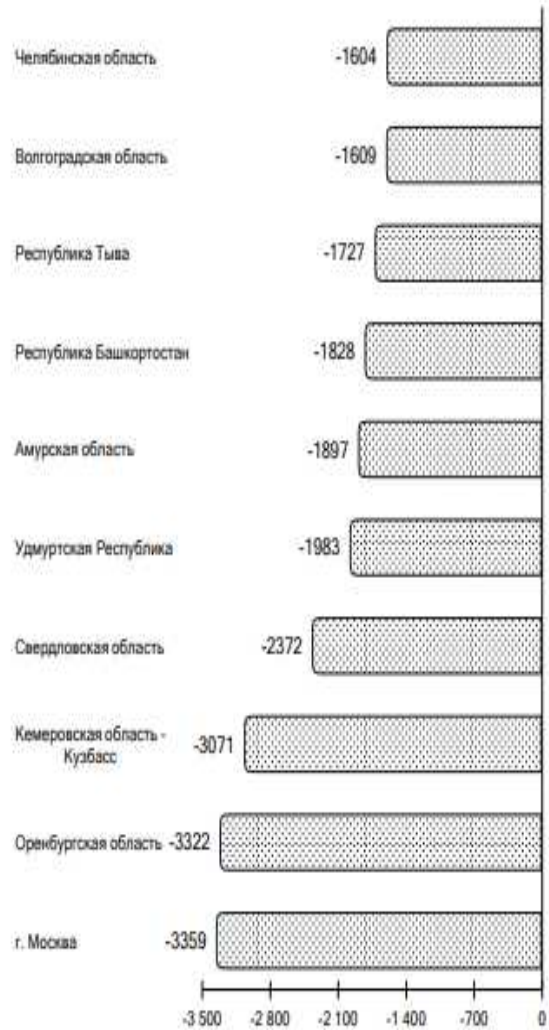 Челябинская область -1604
Волгоградская область -1609
Республика Тыва -1727
Республика Башкортостан -1828
Амурская область -1897
Удмуртская Республика -1983
Свердловская область -2372
Кемеровская область - -3071
Кузбасс
Оренбургская область -3322
г. Москва -3359
-3 500 -2 800 -2 100 -1 400 -700 0